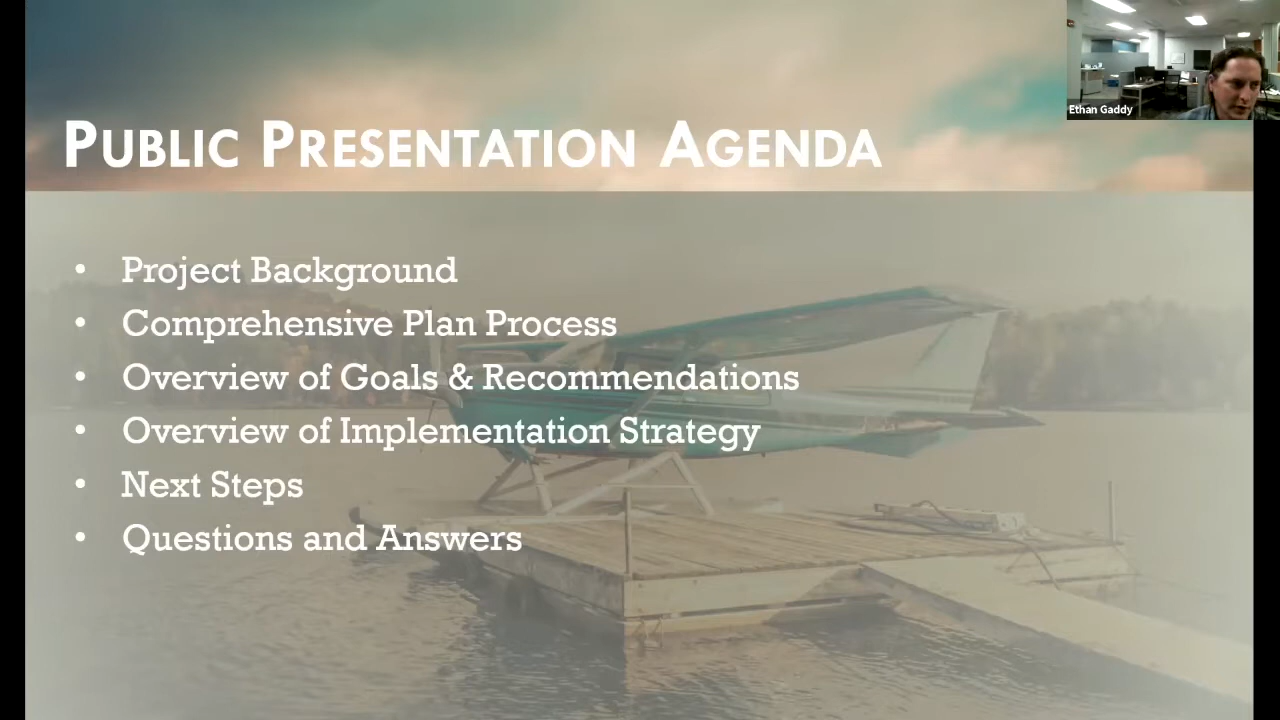 Ethan Gaddy
PUBLIC PRESENTATION AGENDA
• Project Background
• Comprehensive Plan Process
• Overview of Goals & Recommendations
• Overview of Implementation Strategy
• Next Steps
• Questions and Answers